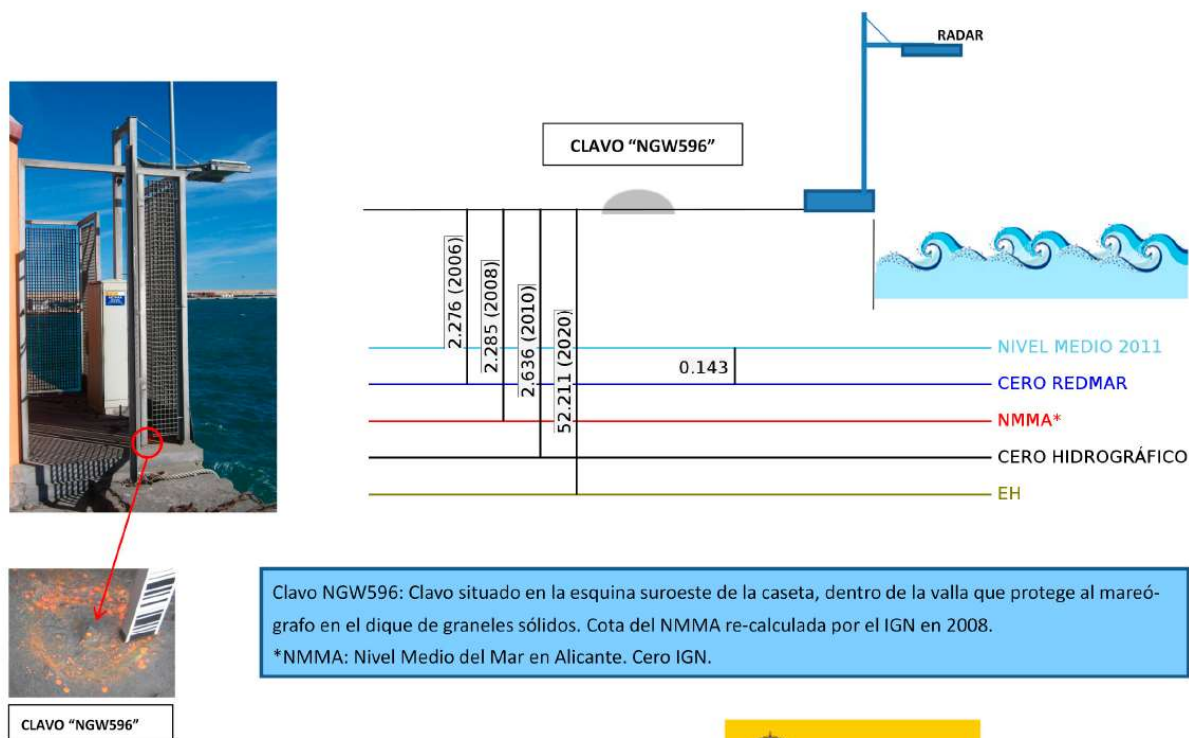 RADAR
CLAVO “NGW596”
2.276 (2006)
2.285 (2008)
2.636 (2010)
52.211 (2020)
0.143
NIVEL MEDIO 2011
CERO REDMAR
NMMA*
CERO HIDROGRÁFICO
EH
Clavo NGW596: Clavo situado en la esquina suroeste de la caseta, dentro de la valla que protege al mareó-
grafo en el dique de graneles sólidos. Cota del NMMA re-calculada por el IGN en 2008.
*NMMA: Nivel Medio del Mar en Alicante. Cero IGN.
CLAVO “NGW596”